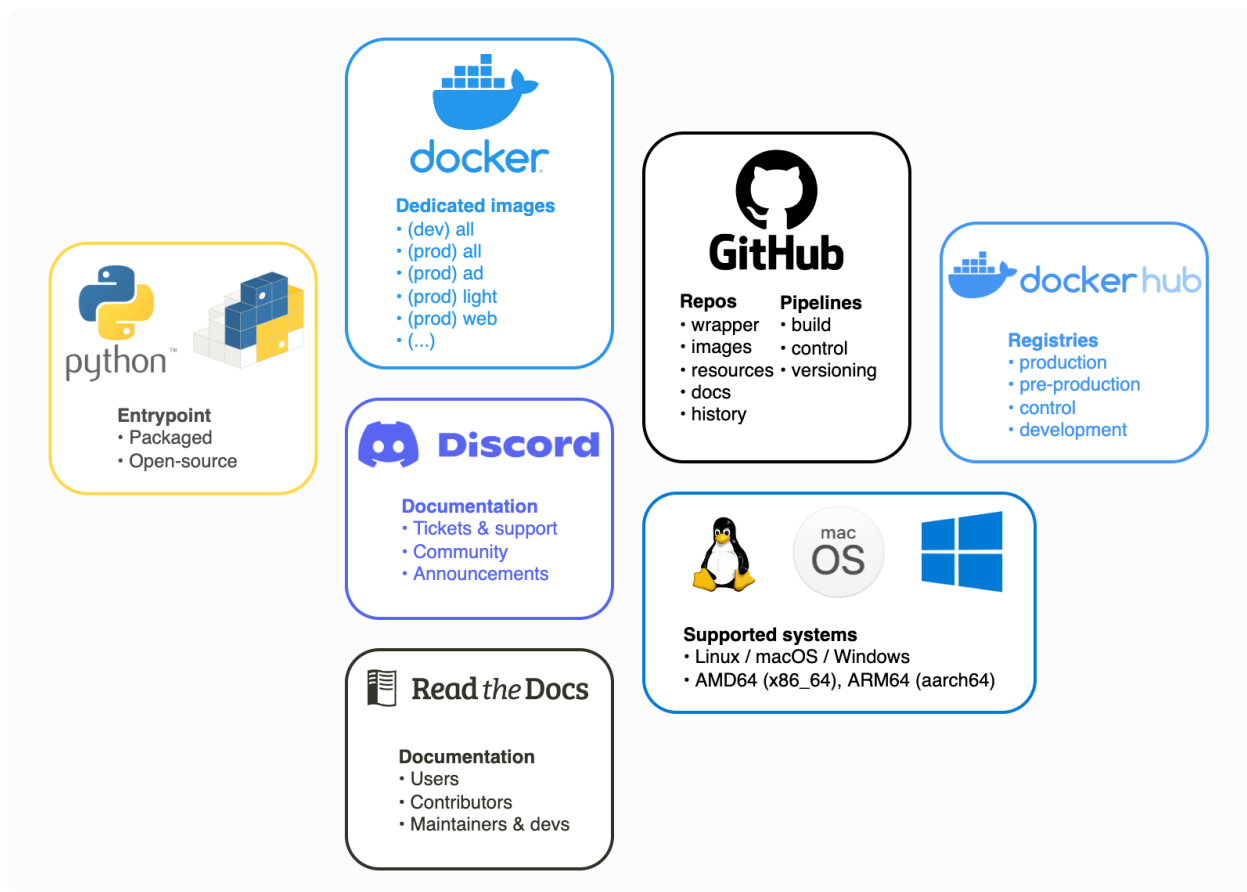 python™
Entrypoint
• Packaged
• Open-source
docker
Dedicated images
• (dev) all
• (prod) all
• (prod) ad
• (prod) light
• (prod) web
• (...)
Discord
Documentation
• Tickets & support
• Community
• Announcements
Read the Docs
Documentation
• Users
• Contributors
• Maintainers & devs
GitHub
Repos
• wrapper
• images
• resources
• docs
• history
Pipelines
• build
• control
• versioning
docker hub
Registries
• production
• pre-production
• control
• development
mac
OS
Supported systems
• Linux / macOS / Windows
• AMD64 (x86_64), ARM64 (aarch64)